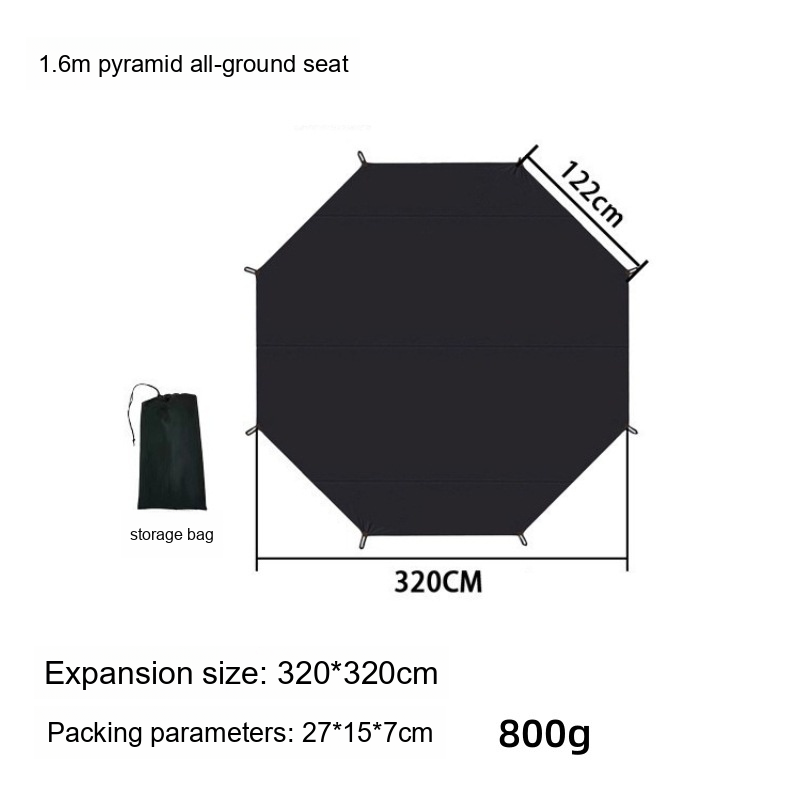 1.6m pyramid all-ground seat
122cm
storage bag
320CM
Expansion size: 320*320cm
Packing parameters: 27*15*7cm
800g